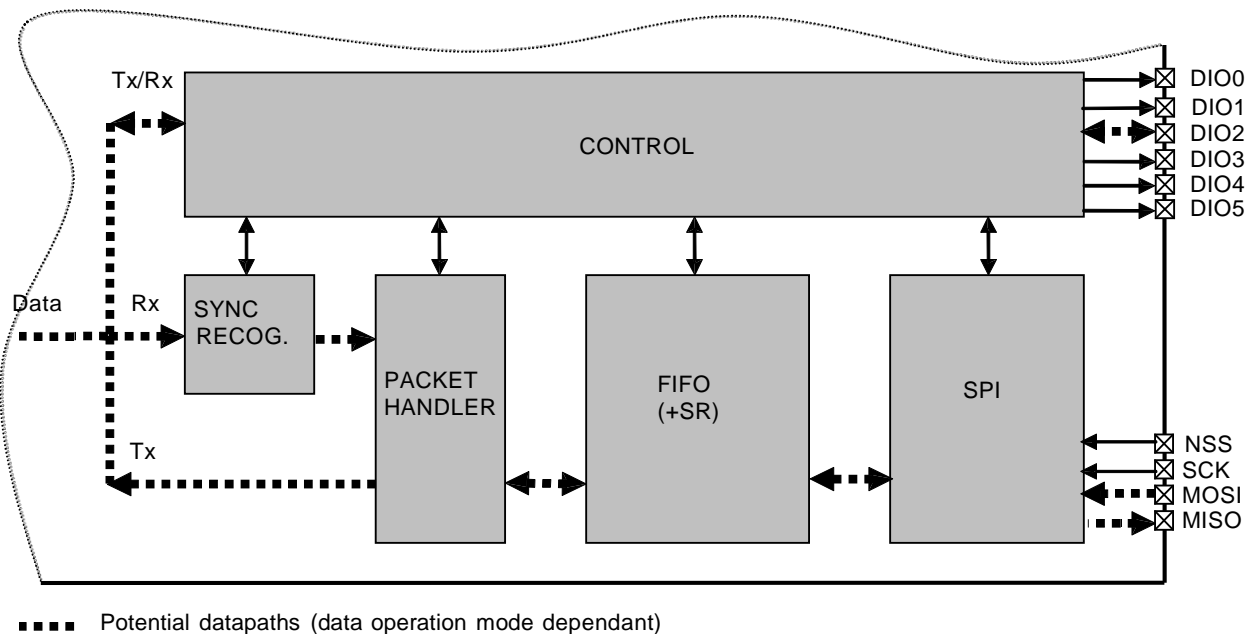 Tx/Rx
CONTROL
DIO0
DIO1
DIO2
DIO3
DIO4
DIO5
Data
Rx
SYNC
RECOG.
PACKET
HANDLER
FIFO
(+SR)
SPI
Tx
NSS
SCK
MOSI
MISO
Potential datapaths (data operation mode dependant)